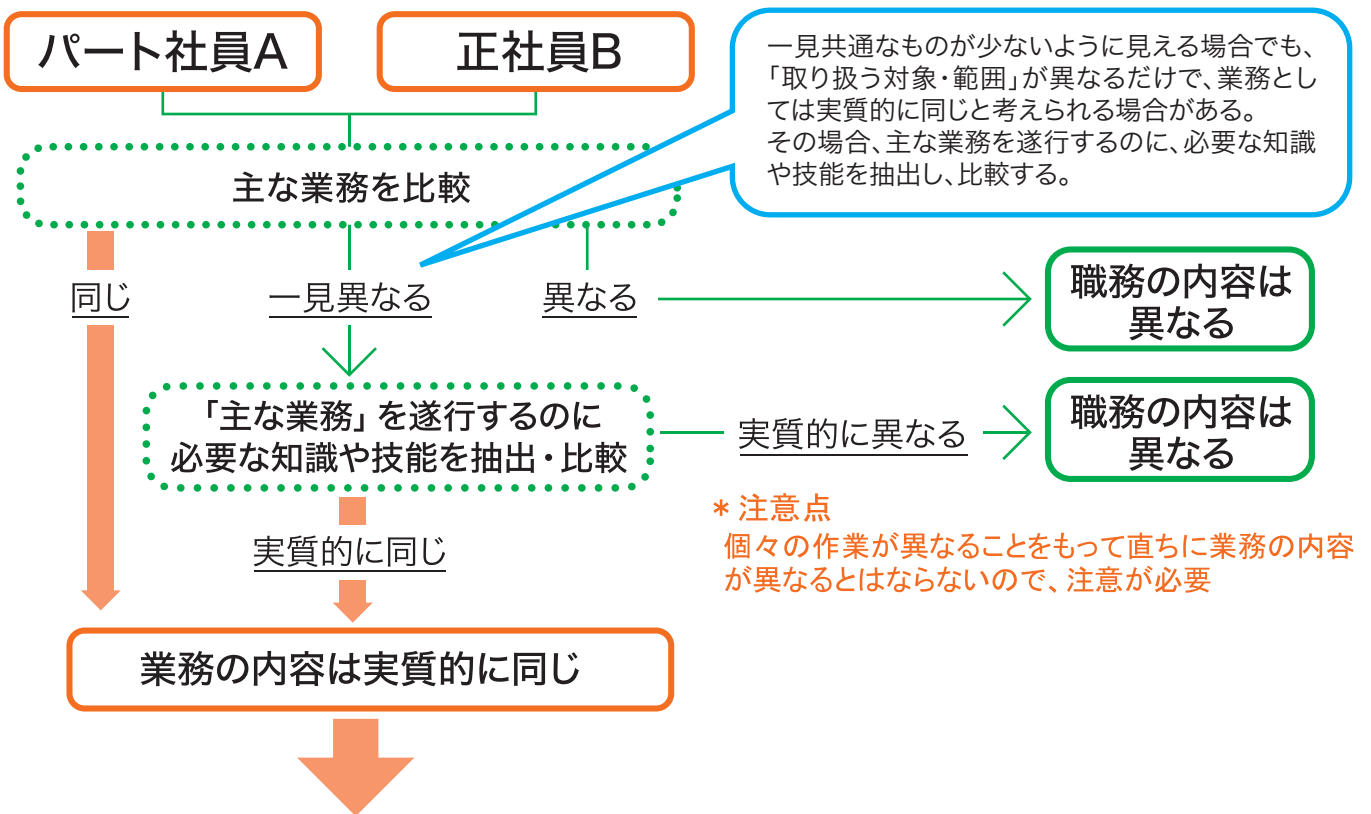 パート社員A
正社員B
一見共通なものが少ないように見える場合でも、
「取り扱う対象・範囲」が異なるだけで、業務とし
ては実質的に同じと考えられる場合がある。
その場合、主な業務を遂行するのに、必要な知識
や技能を抽出し、比較する。
主な業務を比較
同じ
一見異なる
異なる
職務の内容は
異なる
「主な業務」を遂行するのに
必要な知識や技能を抽出・比較
実質的に異なる
職務の内容は
異なる
実質的に同じ
＊注意点
個々の作業が異なることをもって直ちに業務の内容
が異なるとはならないので、注意が必要
業務の内容は実質的に同じ